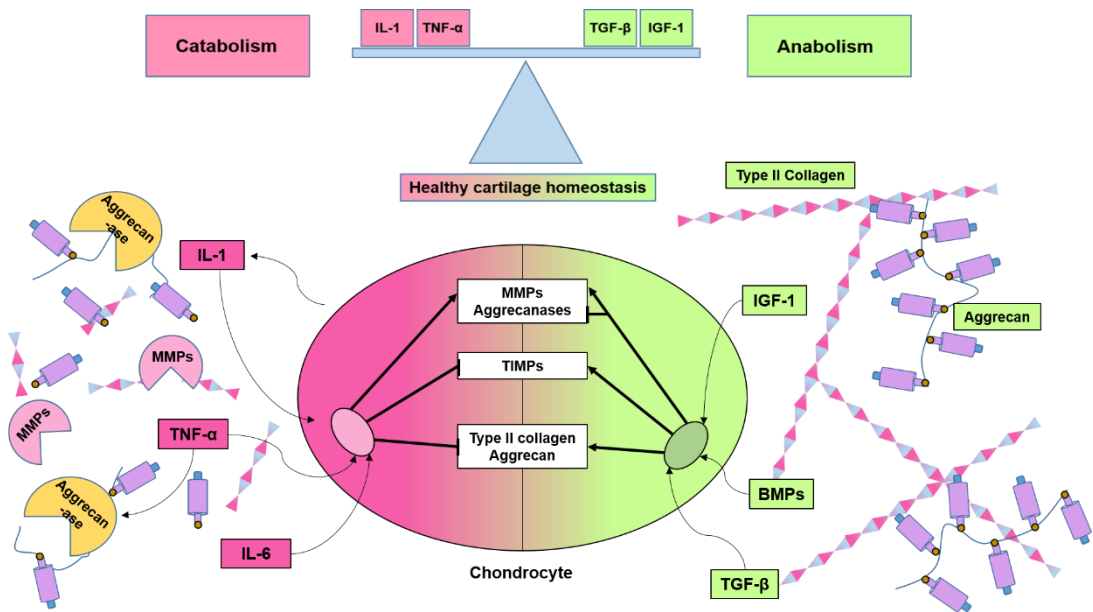 Catabolism
IL-1
TNF-α
TGF-β
IGF-1
Anabolism
Healthy cartilage homeostasis
Type II Collagen
Aggrecan
-ase
IL-1
MMPs
Aggrecanases
IGF-1
Aggrecan
MMPs
TIMPs
MMPs
TNF-α
Type II collagen
Aggrecan
Aggrecan
-ase
BMPs
IL-6
Chondrocyte
TGF-β